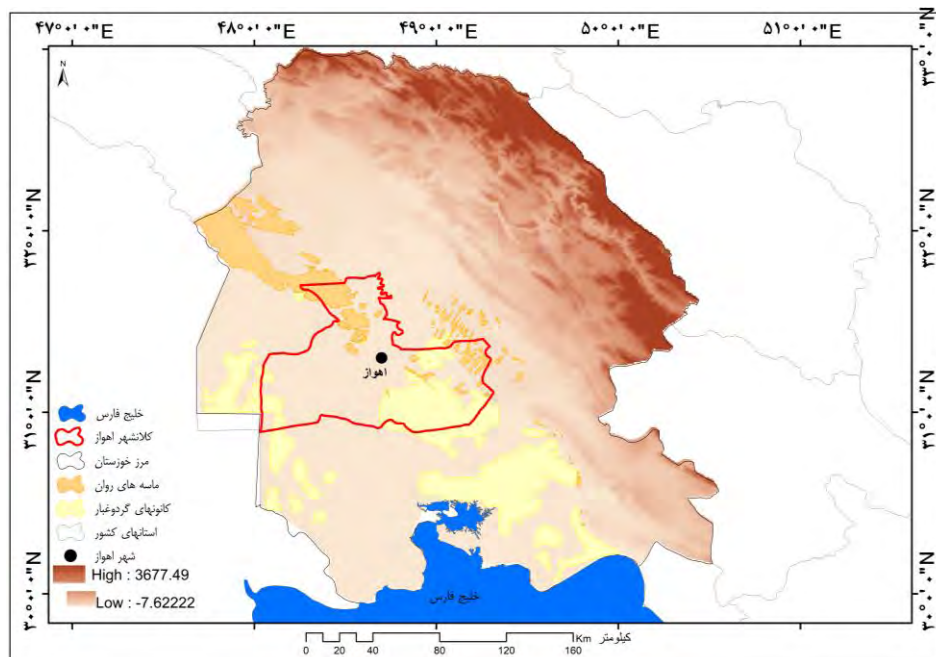 ۴۷°۰'۰"E ۴۸°۰'۰"E ۴۹°۰'۰"E ۵۰°۰'۰"E ۵۱°۰'۰"E
N
۳۳°۰'۰"N ۳۳°۰'۰"N
۳۲°۰'۰"N ۳۲°۰'۰"N
۳۱°۰'۰"N ۳۱°۰'۰"N
۳۰°۰'۰"N ۳۰°۰'۰"N
اهواز
خلیج فارس
کلانشهر اهواز
مرز خوزستان
ماسه های روان
کانونهای گردوغبار
استانهای کشور
شهر اهواز
High : 3677.49
Low : -7.62222
خلیج فارس
کیلومتر Km
0 20 40 80 120 160